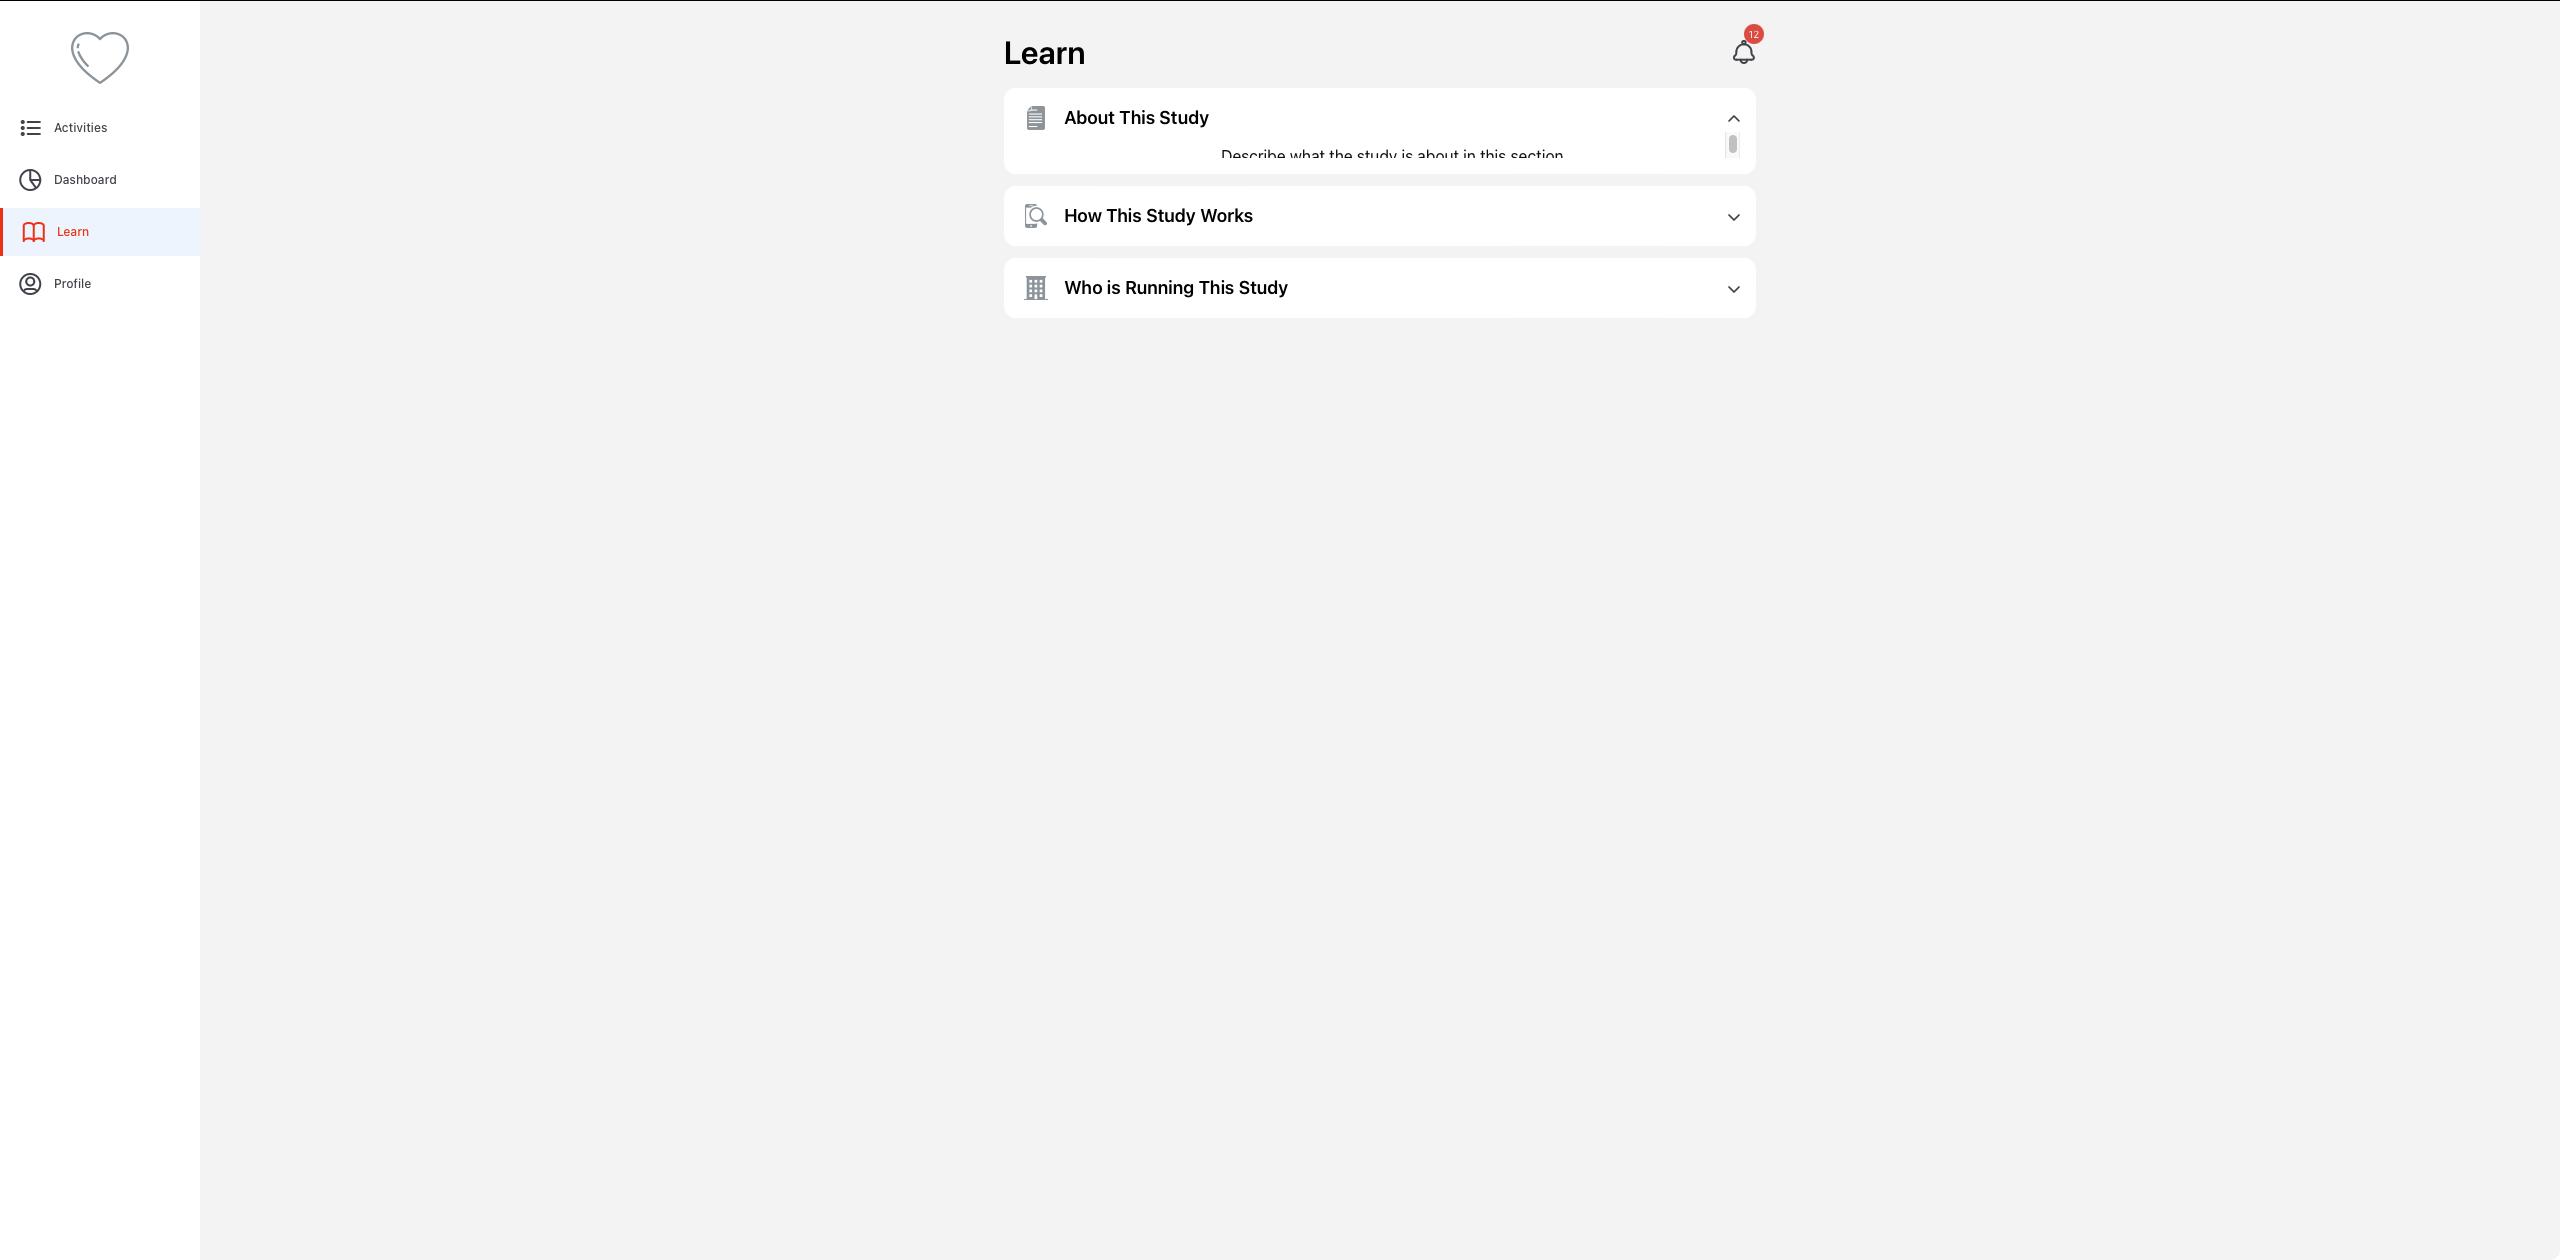 Activities
Dashboard
Learn
Profile
Learn
12
About This Study
Describe what the study is about in this section
How This Study Works
Who is Running This Study